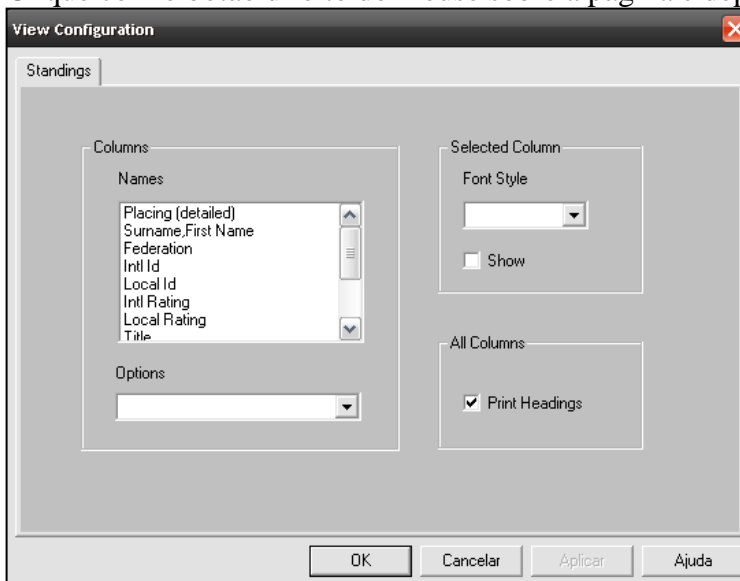 View Configuration
Standings
Columns
Names
Placing (detailed)
Surname,First Name
Federation
Intl Id
Local Id
Intl Rating
Local Rating
Title
Options
Selected Column
Font Style
Show
All Columns
Print Headings
OK
Cancelar
Aplicar
Ajuda